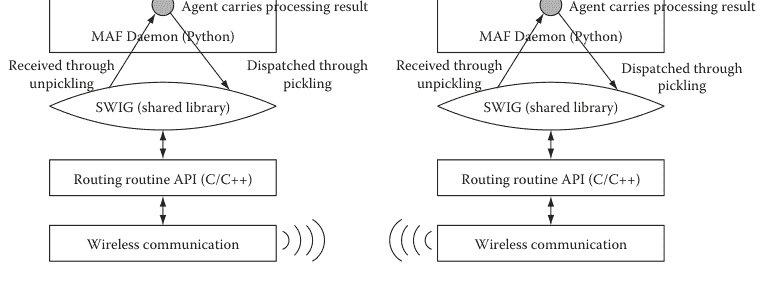 Agent carries processing result
MAF Daemon (Python)
Received through
unpickling
Dispatched through
pickling
SWIG (shared library)
Routing routine API (C/C++)
Wireless communication
Agent carries processing result
MAF Daemon (Python)
Received through
unpickling
Dispatched through
pickling
SWIG (shared library)
Routing routine API (C/C++)
Wireless communication